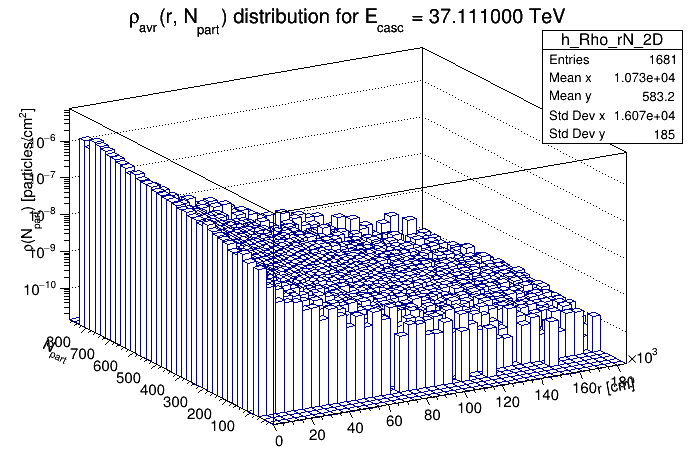 ρavr(r, Npart) distribution for Ecasc = 37.111000 TeV
h_Rho_rN_2D
Entries 1681
Mean x 1.073e+04
Mean y 583.2
Std Dev x 1.607e+04
Std Dev y 185
ρ(Npart) [particles/cm2]
10−6
10−7
10−8
10−9
10−10
Npart
800
700
600
500
400
300
200
100
0
20
40
60
80
100
120
140
160
180
r [cm]
×103